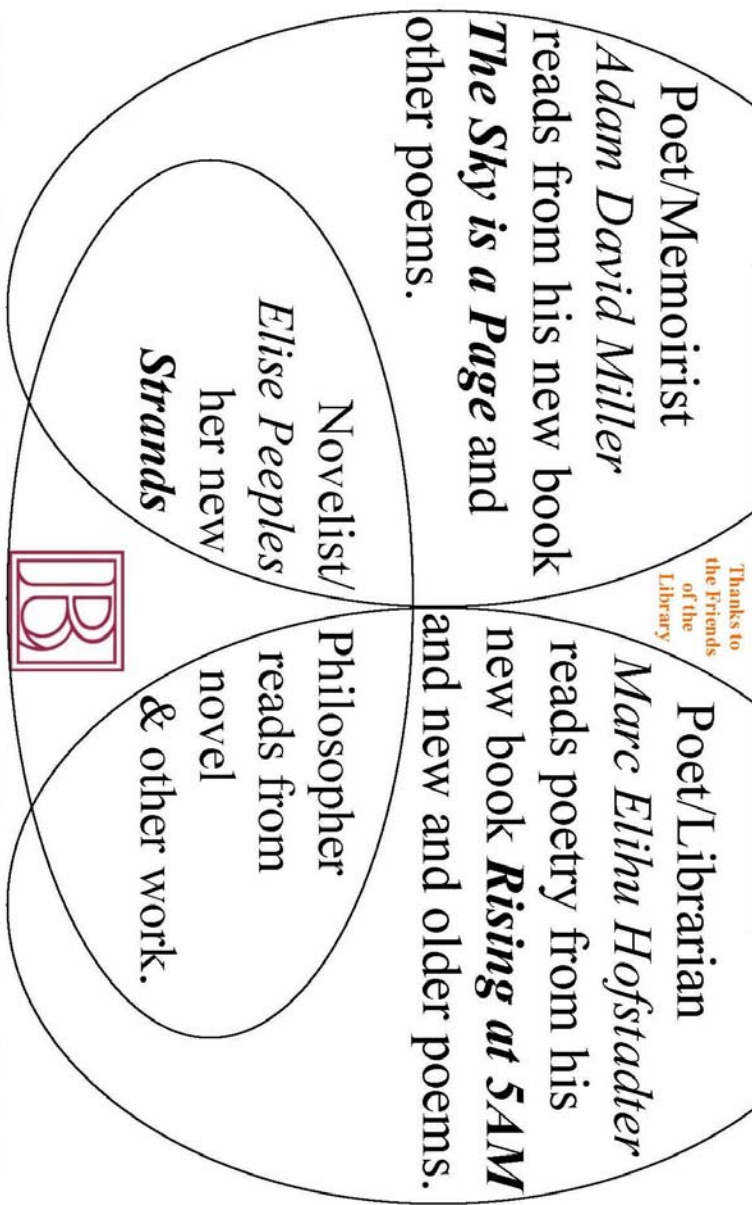 Thanks to
the Friends
of the
Library
Poet/Memoirist
Adam David Miller
reads from his new book
The Sky is a Page and
other poems.
Poet/Librarian
Marc Elihu Hofstadter
reads poetry from his
new book Rising at 5AM
and new and older poems.
Novelist/ Philosopher
Elise Peeples reads from
her new novel
Strands & other work.